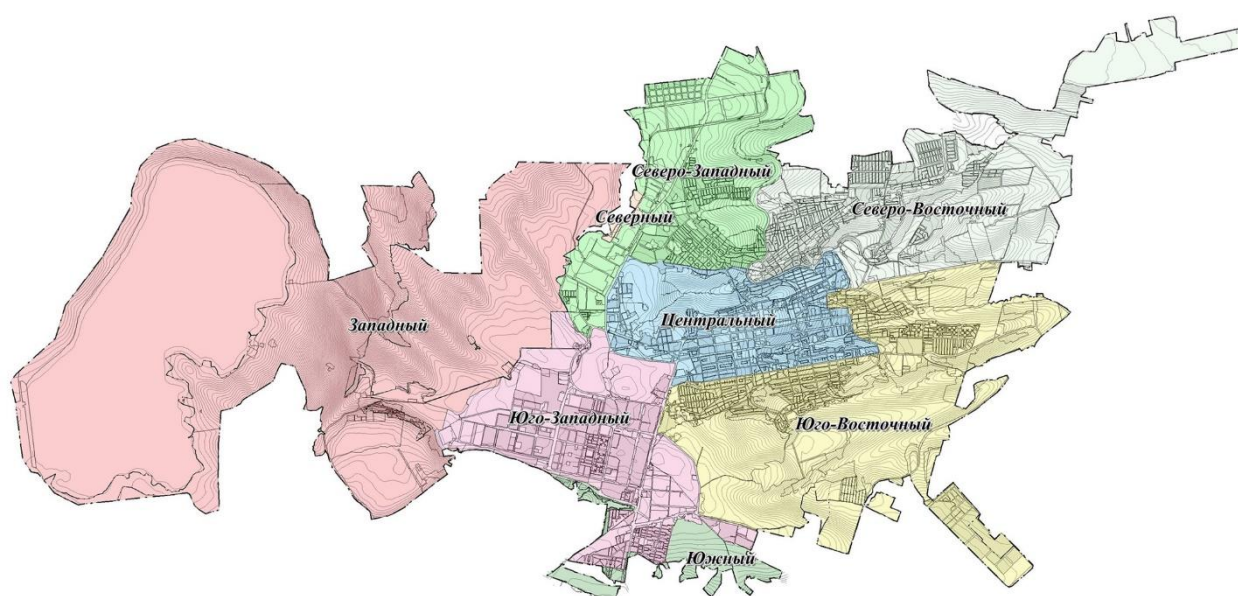 Северо-Западный
Северный
Северо-Восточный
Западный
Центральный
Юго-Западный
Юго-Восточный
Южный